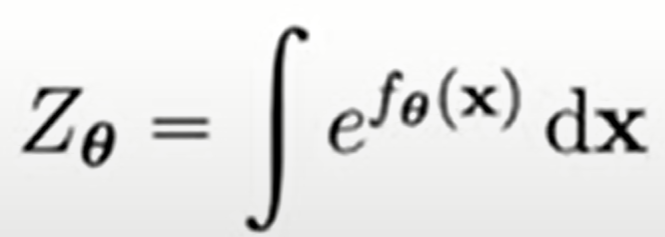 Z_θ = ∫ e^{f_θ(x)} dx